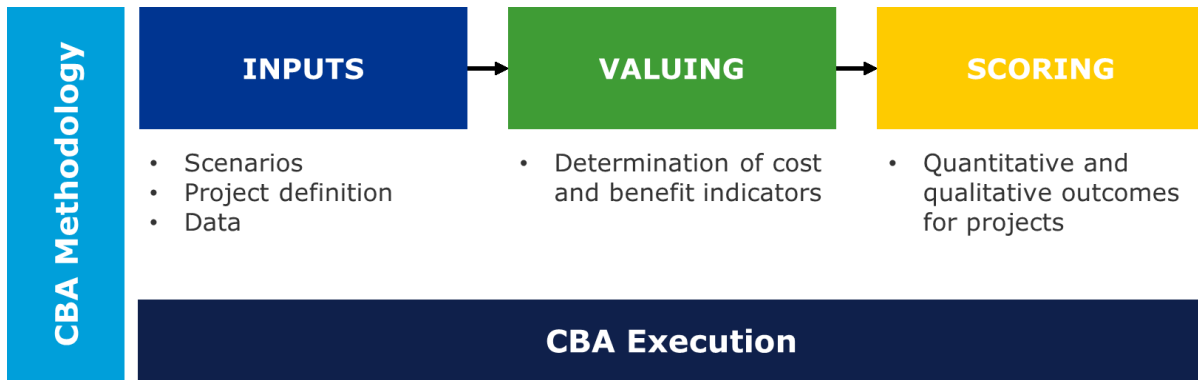 CBA Methodology
INPUTS
• Scenarios
• Project definition
• Data
VALUING
• Determination of cost
and benefit indicators
SCORING
• Quantitative and
qualitative outcomes
for projects
CBA Execution